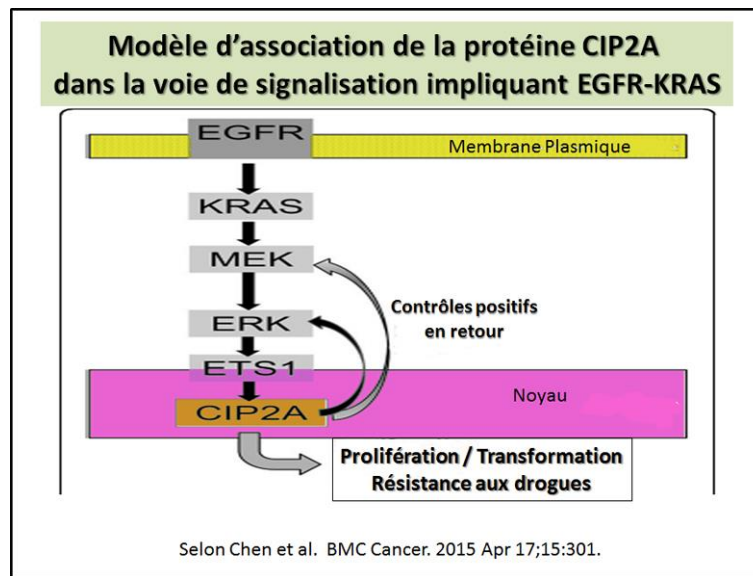 Modèle d'association de la protéine CIP2A
dans la voie de signalisation impliquant EGFR-KRAS
EGFR
Membrane Plasmique
KRAS
MEK
Contrôles positifs
en retour
ERK
ETS1
Noyau
CIP2A
Prolifération / Transformation
Résistance aux drogues
Selon Chen et al. BMC Cancer. 2015 Apr 17;15:301.